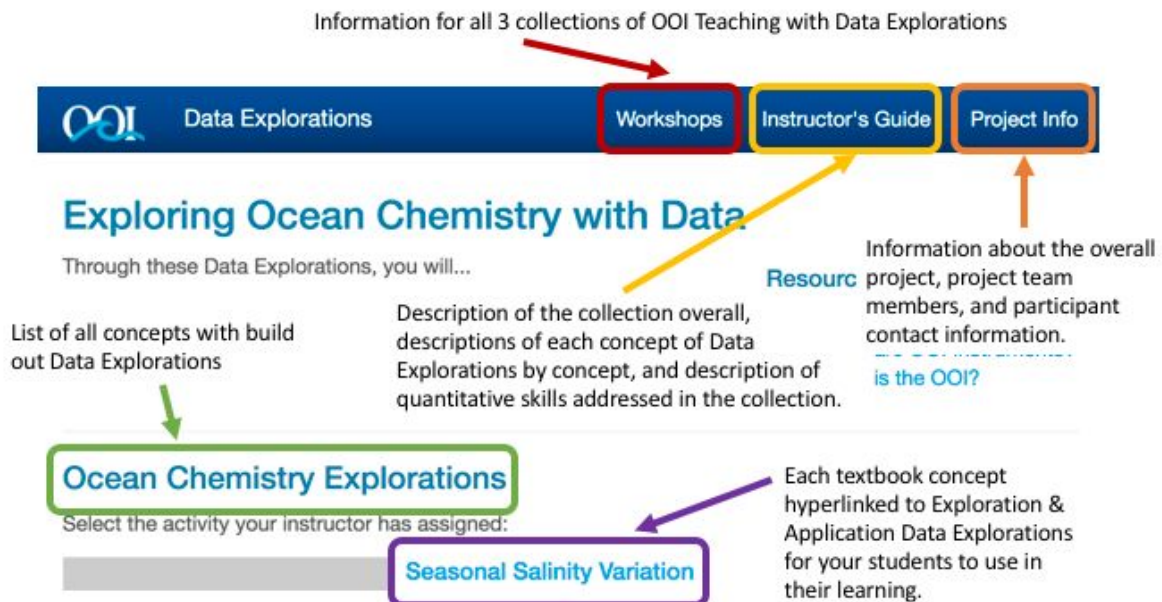 Information for all 3 collections of OOI Teaching with Data Explorations
OOI Data Explorations Workshops Instructor's Guide Project Info
Exploring Ocean Chemistry with Data
Through these Data Explorations, you will...
Resourc
Information about the overall
project, project team
members, and participant
contact information.
is the OOI?
List of all concepts with build
out Data Explorations
Description of the collection overall,
descriptions of each concept of Data
Explorations by concept, and description of
quantitative skills addressed in the collection.
Ocean Chemistry Explorations
Select the activity your instructor has assigned:
Seasonal Salinity Variation
Each textbook concept
hyperlinked to Exploration &
Application Data Explorations
for your students to use in
their learning.